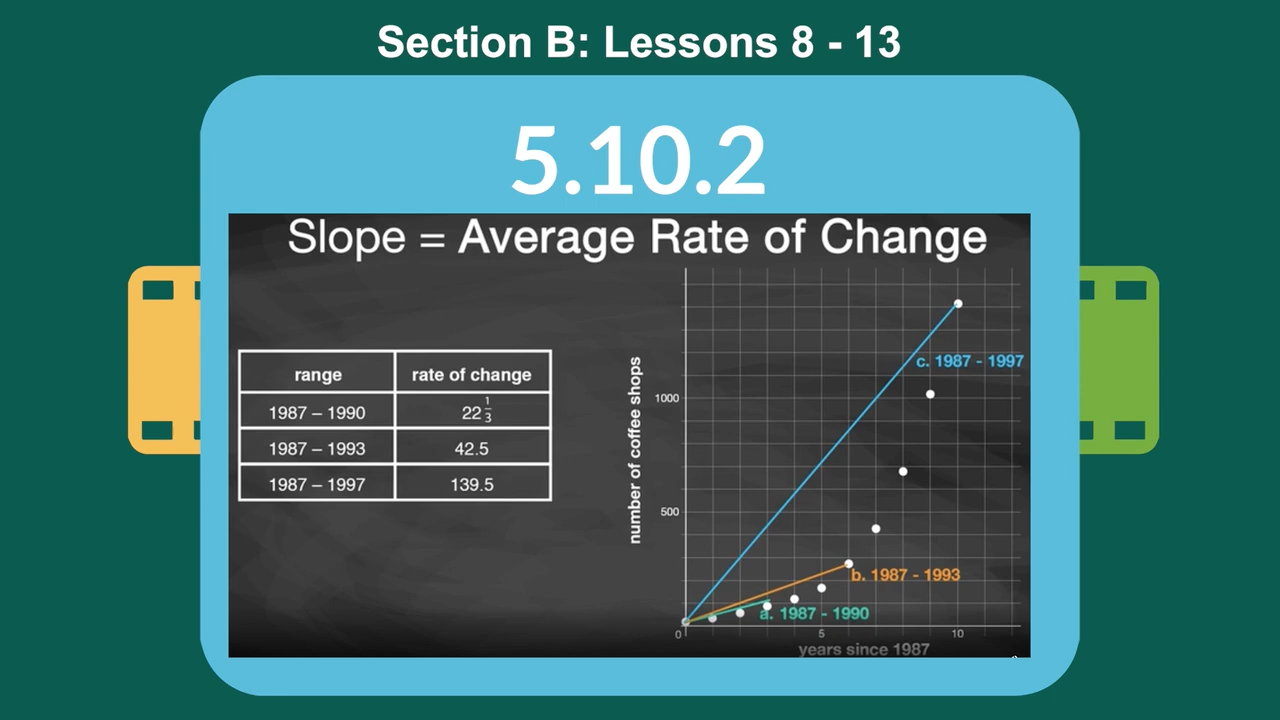 Section B: Lessons 8 - 13
5.10.2
Slope = Average Rate of Change
range rate of change
1987 – 1990 22 1/3
1987 – 1993 42.5
1987 – 1997 139.5
number of coffee shops
1000
500
0
5
10
years since 1987
c. 1987 - 1997
b. 1987 - 1993
a. 1987 - 1990